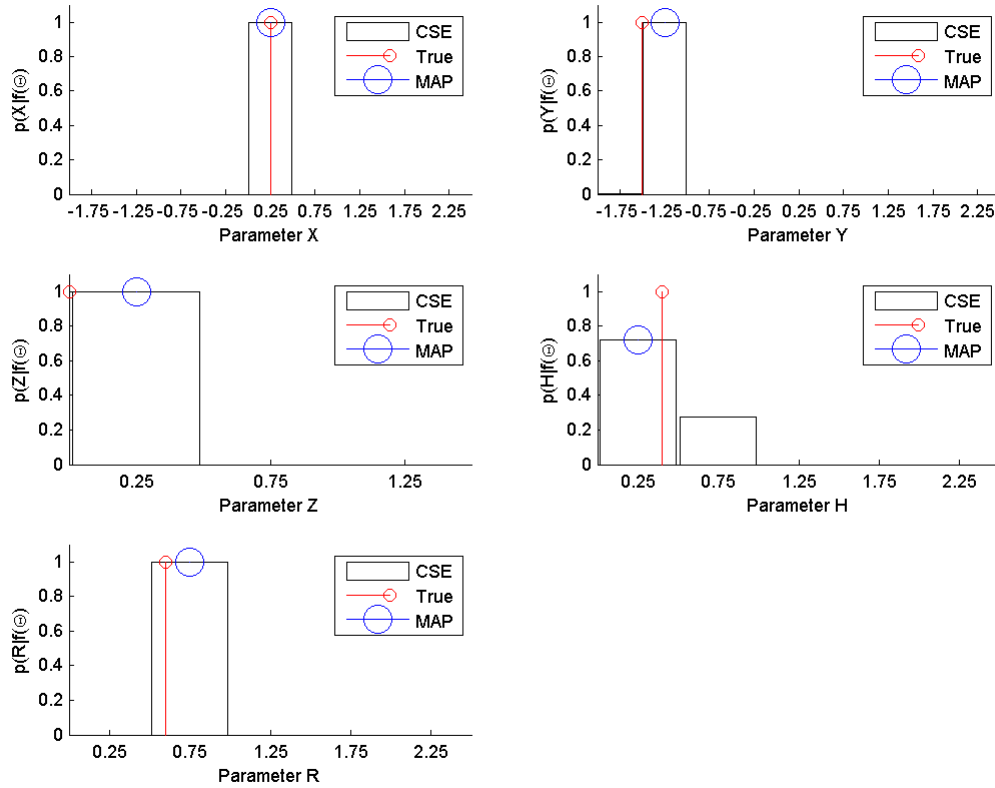 p(X|f(Θ))
1
0.8
0.6
0.4
0.2
0
-1.75 -1.25 -0.75 -0.25 0.25 0.75 1.25 1.75 2.25
Parameter X
CSE
True
MAP
p(Y|f(Θ))
1
0.8
0.6
0.4
0.2
0
-1.75 -1.25 -0.75 -0.25 0.25 0.75 1.25 1.75 2.25
Parameter Y
CSE
True
MAP
p(Z|f(Θ))
1
0.8
0.6
0.4
0.2
0
0.25 0.75 1.25
Parameter Z
CSE
True
MAP
p(H|f(Θ))
1
0.8
0.6
0.4
0.2
0
0.25 0.75 1.25 1.75 2.25
Parameter H
CSE
True
MAP
p(R|f(Θ))
1
0.8
0.6
0.4
0.2
0
0.25 0.75 1.25 1.75 2.25
Parameter R
CSE
True
MAP